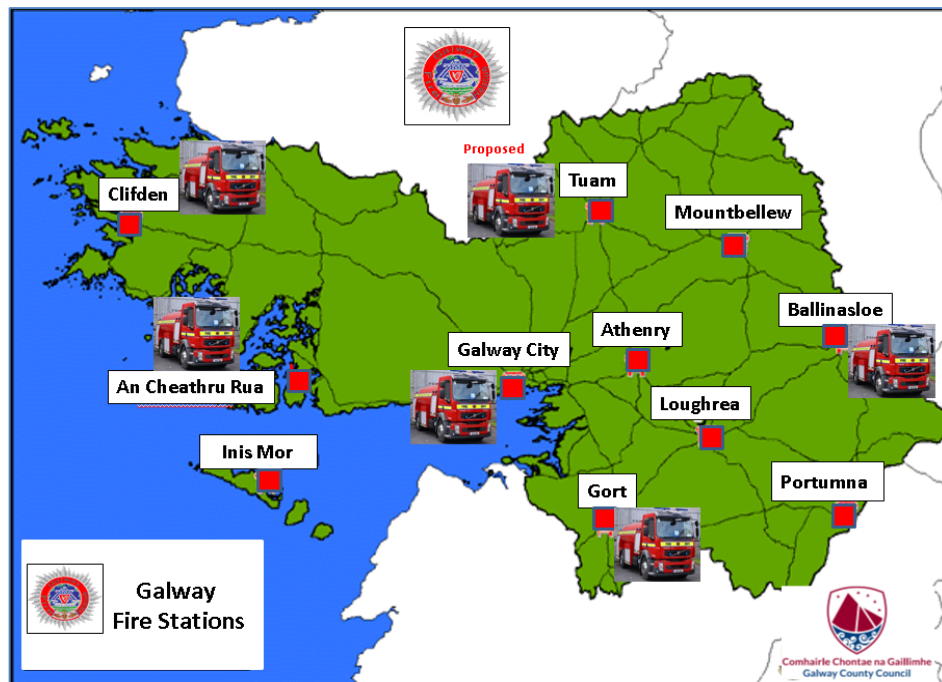 Proposed
Clifden
Tuam
Mountbellew
Ballinasloe
Athenry
Galway City
An Cheathru Rua
Loughrea
Inis Mor
Gort
Portumna
Galway
Fire Stations
Comhairle Chontae na Gaillimhe
Galway County Council